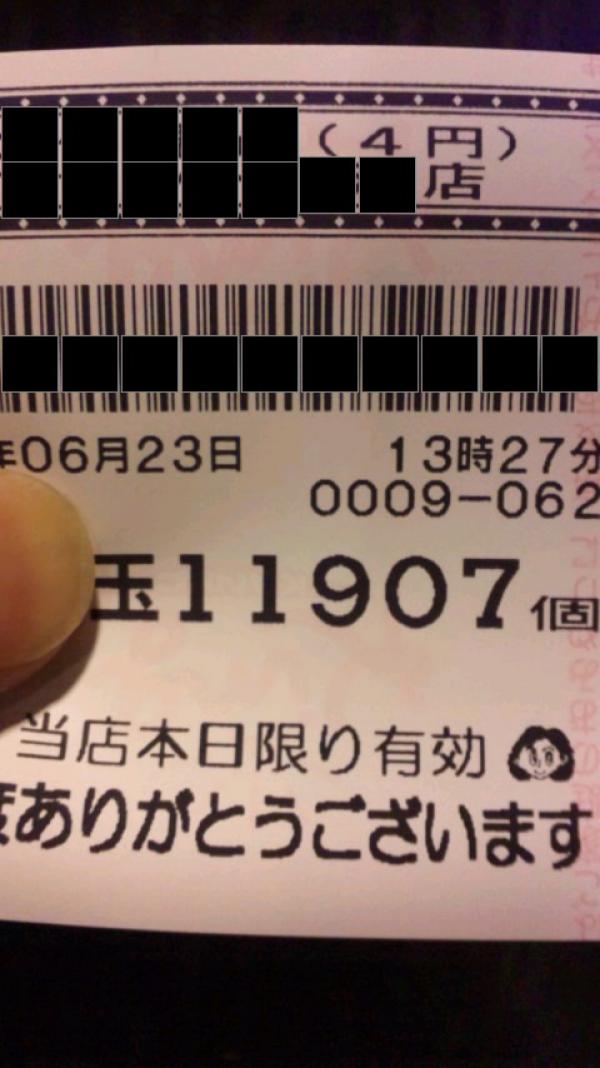 （4円）
店
年06月23日 13時27分
0009-062
玉11907個
当店本日限り有効
度ありがとうございます